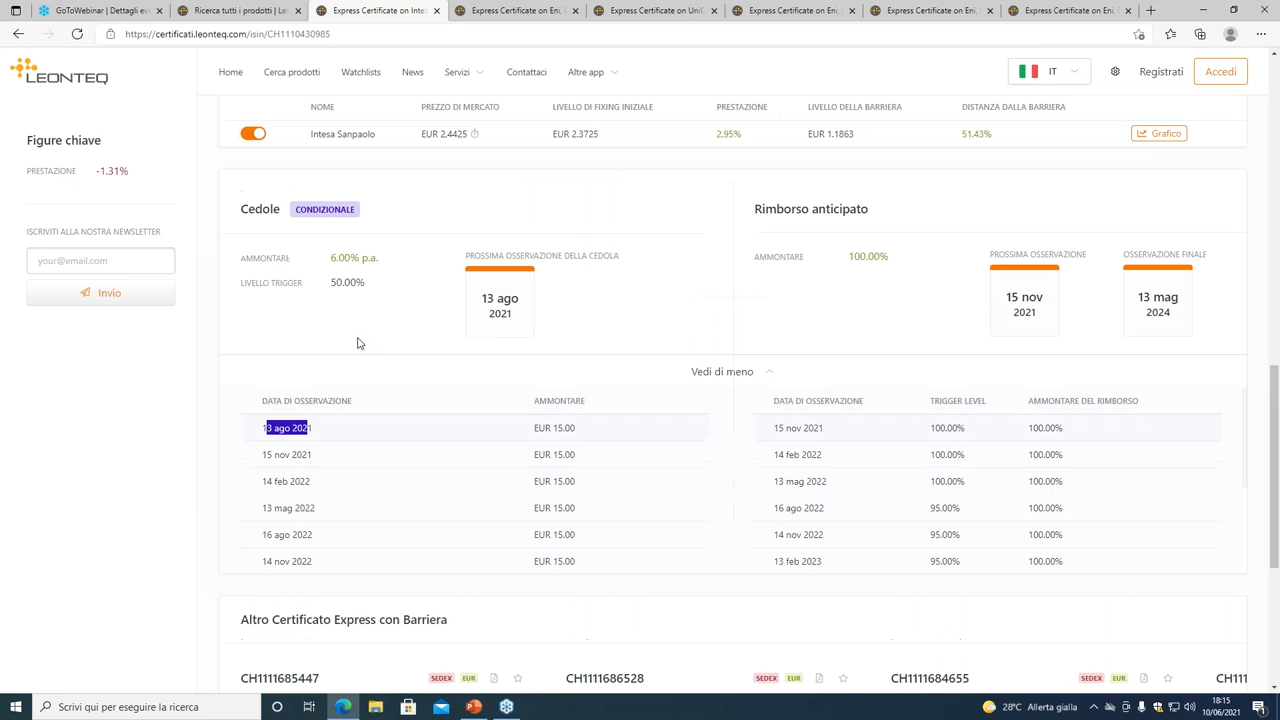 GoToWebinar | Dettagli eve
Ricerca tutti i prodotti | Leo
Express Certificate on Intes
Express Certificate on Eni,
Express Certificate on UniC
Express Certificate on Eni,
Express Certificate on Eni,
Express Certificate on Eni,
https://certificati.leonteq.com/isin/CH1110430985
LEONTEQ
Home
Cerca prodotti
Watchlists
News
Servizi
Contattaci
Altre app
IT
Registrati
Accedi
NOME
PREZZO DI MERCATO
LIVELLO DI FIXING INIZIALE
PRESTAZIONE
LIVELLO DELLA BARRIERA
DISTANZA DALLA BARRIERA
Intesa Sanpaolo
EUR 2.4425
EUR 2.3725
2.95%
EUR 1.1863
51.43%
Grafico
Figure chiave
PRESTAZIONE -1.31%
ISCRIVITI ALLA NOSTRA NEWSLETTER
your@email.com
Invio
Cedole CONDIZIONALE
AMMONTARE 6.00% p.a.
LIVELLO TRIGGER 50.00%
PROSSIMA OSSERVAZIONE DELLA CEDOLA
13 ago
2021
Rimborso anticipato
AMMONTARE 100.00%
PROSSIMA OSSERVAZIONE
15 nov
2021
OSSERVAZIONE FINALE
13 mag
2024
Vedi di meno
DATA DI OSSERVAZIONE AMMONTARE
13 ago 2021 EUR 15.00
15 nov 2021 EUR 15.00
14 feb 2022 EUR 15.00
13 mag 2022 EUR 15.00
16 ago 2022 EUR 15.00
14 nov 2022 EUR 15.00
DATA DI OSSERVAZIONE TRIGGER LEVEL AMMONTARE DEL RIMBORSO
15 nov 2021 100.00% 100.00%
14 feb 2022 100.00% 100.00%
13 mag 2022 100.00% 100.00%
16 ago 2022 95.00% 100.00%
14 nov 2022 95.00% 100.00%
13 feb 2023 95.00% 100.00%
Altro Certificato Express con Barriera
CH1111685447 SEDEX EUR
CH1111686528 SEDEX EUR
CH1111684655 SEDEX EUR
CH111
Scrivi qui per eseguire la ricerca
28°C Allerta gialla
18:15
10/06/2021
1